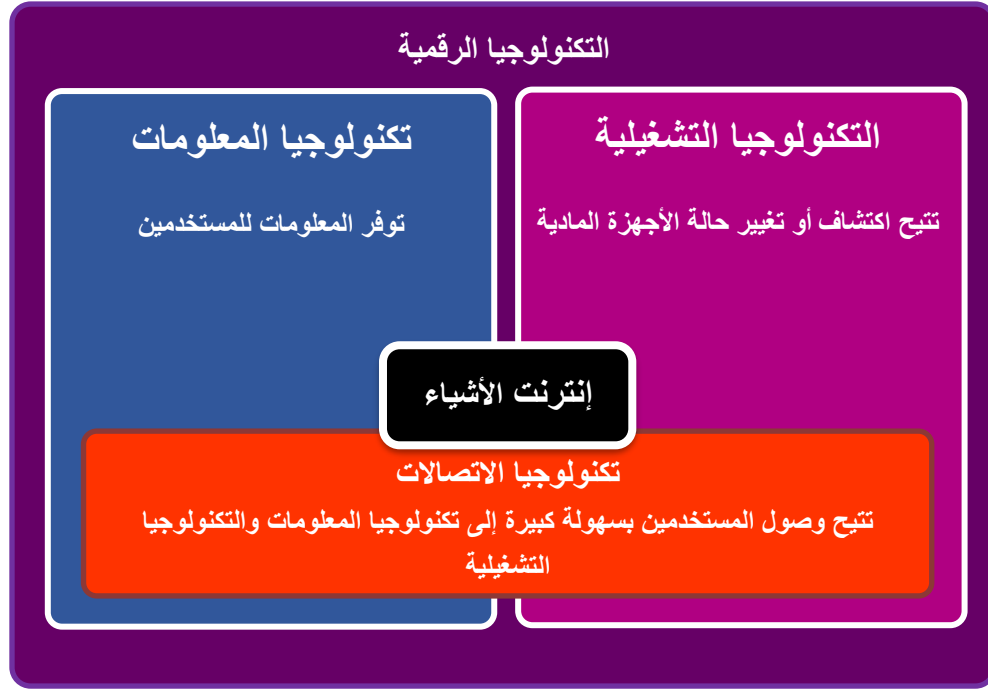 التكنولوجيا الرقمية
التكنولوجيا التشغيلية
تتيح اكتشاف أو تغيير حالة الأجهزة المادية
تكنولوجيا المعلومات
توفر المعلومات للمستخدمين
إنترنت الأشياء
تكنولوجيا الاتصالات
تتيح وصول المستخدمين بسهولة كبيرة إلى تكنولوجيا المعلومات والتكنولوجيا
التشغيلية